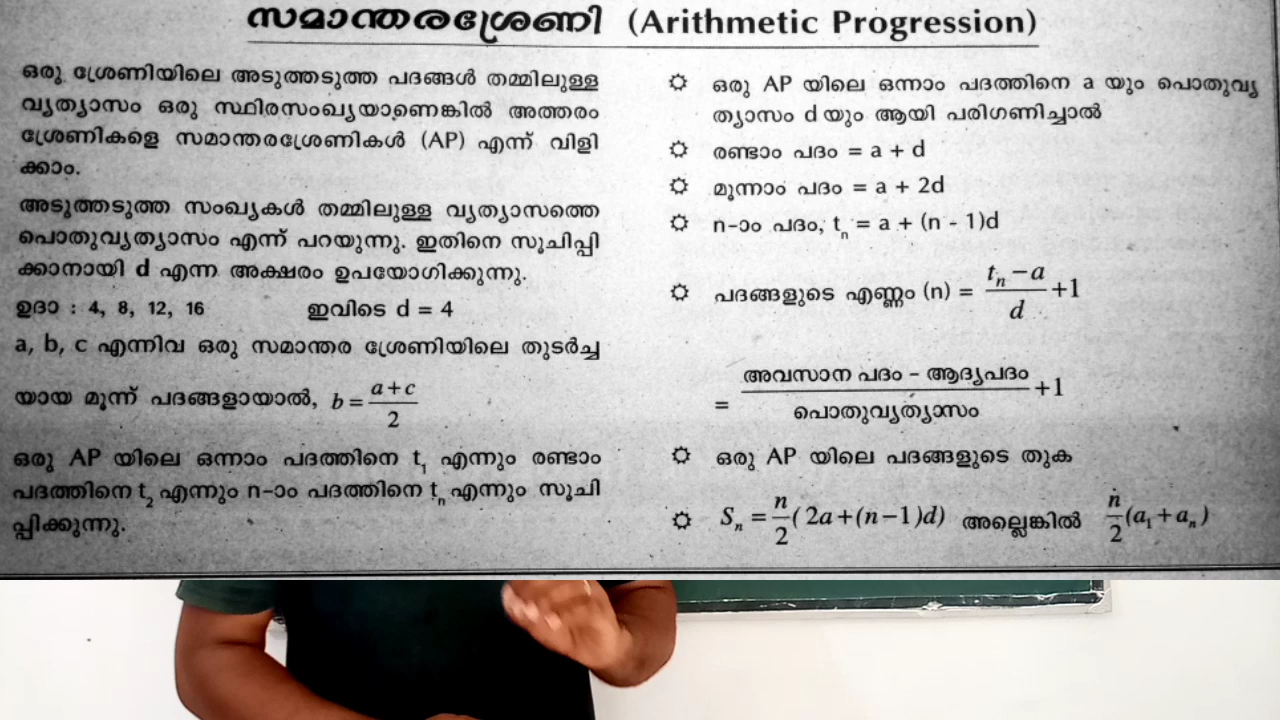 സമാന്തരശ്രേണി (Arithmetic Progression)
ഒരു ശ്രേണിയിലെ അടുത്തടുത്ത പദങ്ങൾ തമ്മിലുള്ള
വ്യത്യാസം ഒരു സ്ഥിരസംഖ്യയാണെങ്കിൽ അത്തരം
ശ്രേണികളെ സമാന്തരശ്രേണികൾ (AP) എന്ന് വിളി
ക്കാം.
അടുത്തടുത്ത സംഖ്യകൾ തമ്മിലുള്ള വ്യത്യാസത്തെ
പൊതുവ്യത്യാസം എന്ന് പറയുന്നു. ഇതിനെ സൂചിപ്പി
ക്കാനായി d എന്ന അക്ഷരം ഉപയോഗിക്കുന്നു.
ഉദാ : 4, 8, 12, 16 ഇവിടെ d = 4
a, b, c എന്നിവ ഒരു സമാന്തര ശ്രേണിയിലെ തുടർച്ച
യായ മൂന്ന് പദങ്ങളായാൽ, b = \frac{a+c}{2}
ഒരു AP യിലെ ഒന്നാം പദത്തിനെ t₁ എന്നും രണ്ടാം
പദത്തിനെ t₂ എന്നും n-ാം പദത്തിനെ tₙ എന്നും സൂചി
പ്പിക്കുന്നു.
ഒരു AP യിലെ ഒന്നാം പദത്തിനെ a യും പൊതുവ്യ
ത്യാസം d യും ആയി പരിഗണിച്ചാൽ
രണ്ടാം പദം = a + d
മൂന്നാം പദം = a + 2d
n-ാം പദം, tₙ = a + (n - 1)d
പദങ്ങളുടെ എണ്ണം (n) = \frac{tₙ - a}{d} + 1
= \frac{അവസാന പദം - ആദ്യപദം}{പൊതുവ്യത്യാസം} + 1
ഒരു AP യിലെ പദങ്ങളുടെ തുക
Sₙ = \frac{n}{2}(2a+(n-1)d) അല്ലെങ്കിൽ \frac{n}{2}(a₁+aₙ)